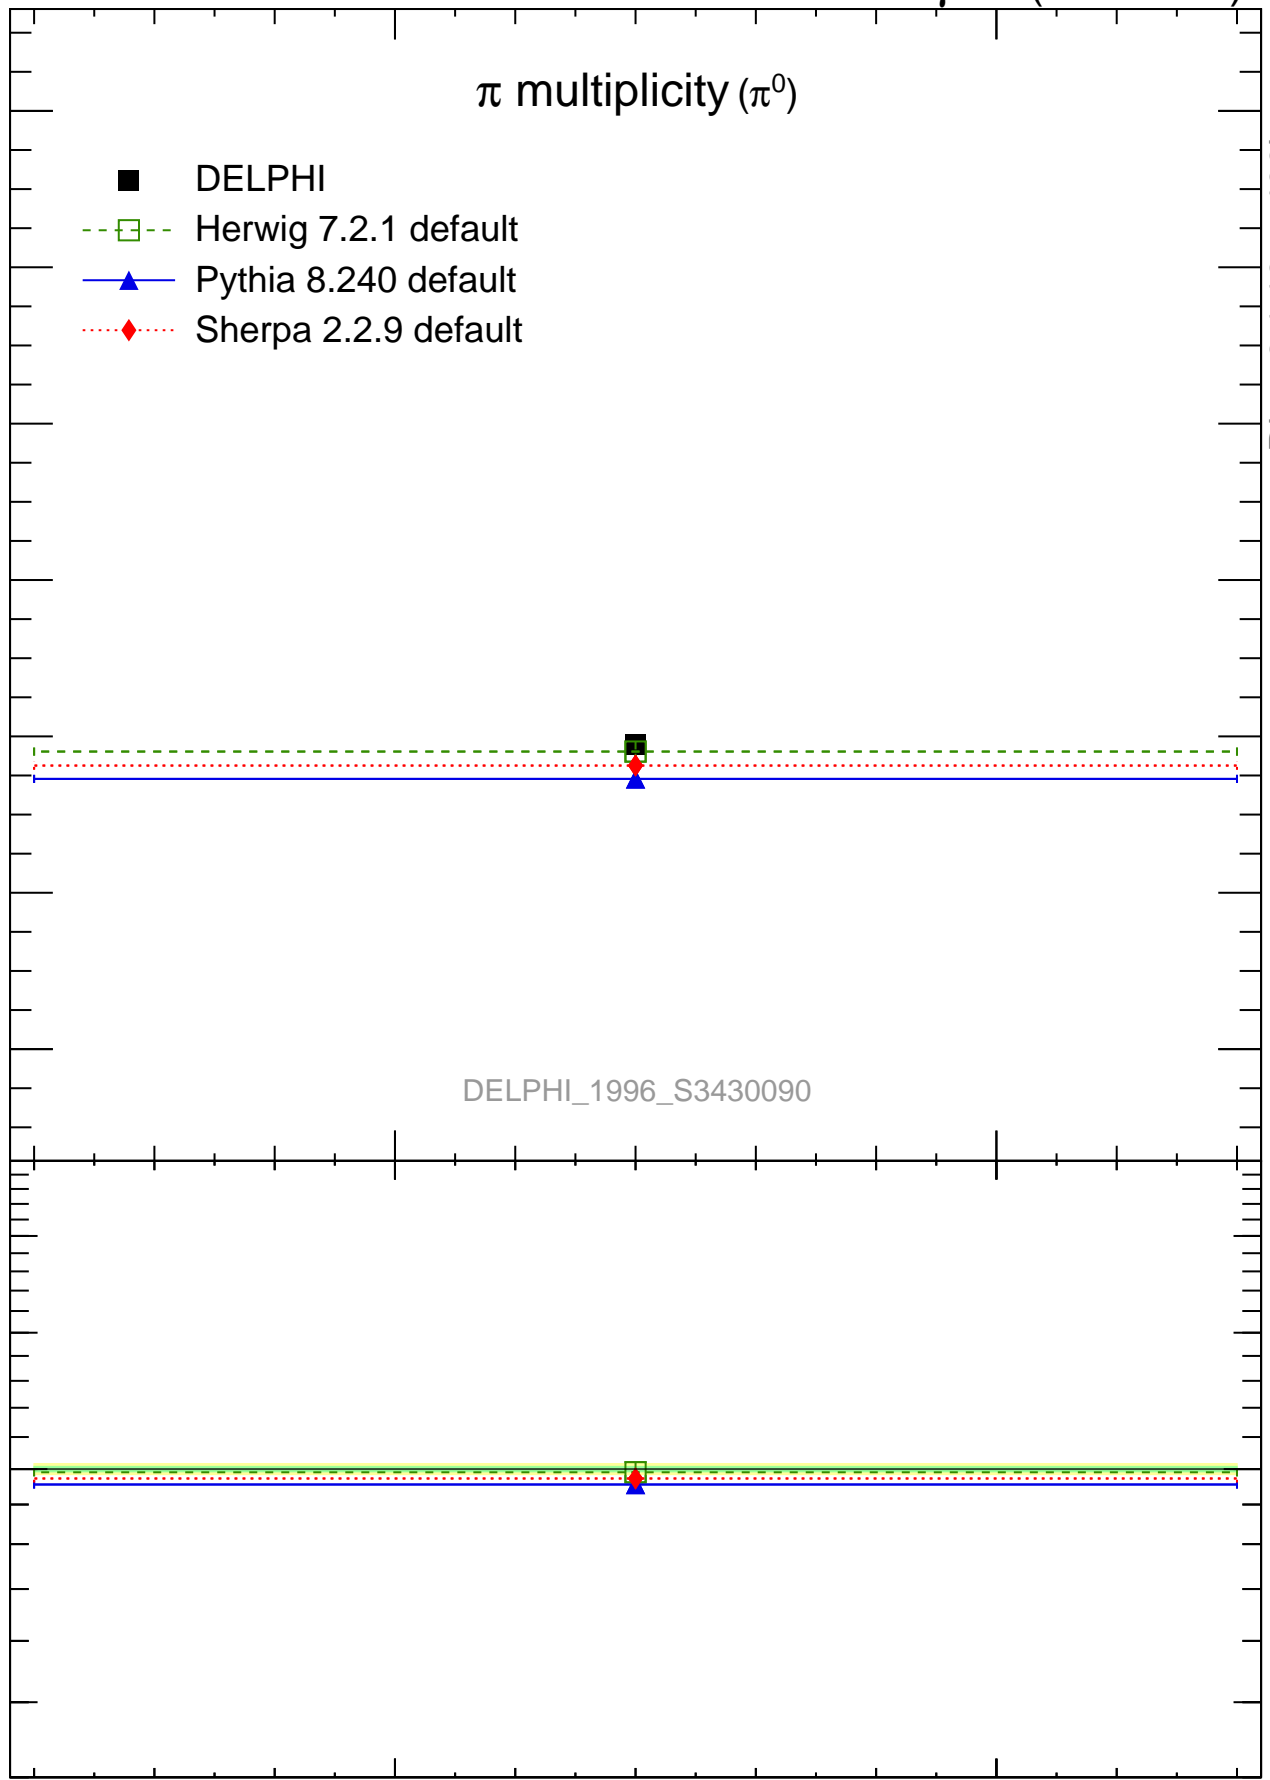 π multiplicity (π⁰)
DELPHI
Herwig 7.2.1 default
Pythia 8.240 default
Sherpa 2.2.9 default
DELPHI_1996_S3430090